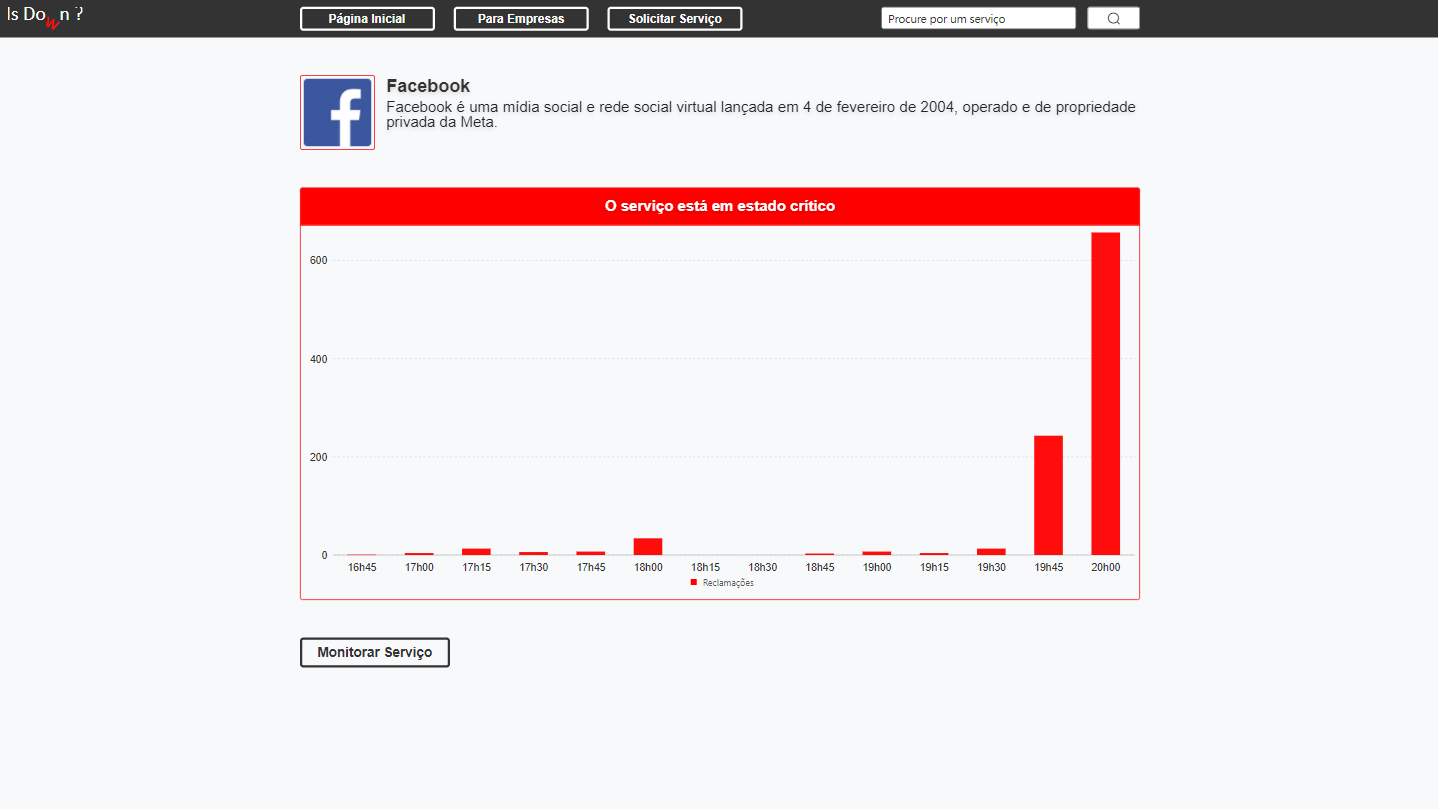 Is Down ?
Página Inicial
Para Empresas
Solicitar Serviço
Procure por um serviço
Facebook
Facebook é uma mídia social e rede social virtual lançada em 4 de fevereiro de 2004, operado e de propriedade
privada da Meta.
O serviço está em estado crítico
600
400
200
0
16h45 17h00 17h15 17h30 17h45 18h00 18h15 18h30 18h45 19h00 19h15 19h30 19h45 20h00
Reclamações
Monitorar Serviço